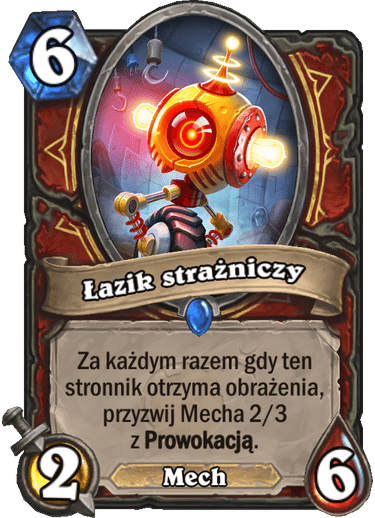 6
Łazik strażniczy
Za każdym razem gdy ten
stronnik otrzyma obrażenia,
przyzwij Mecha 2/3
z Prowokacją.
2
Mech
6